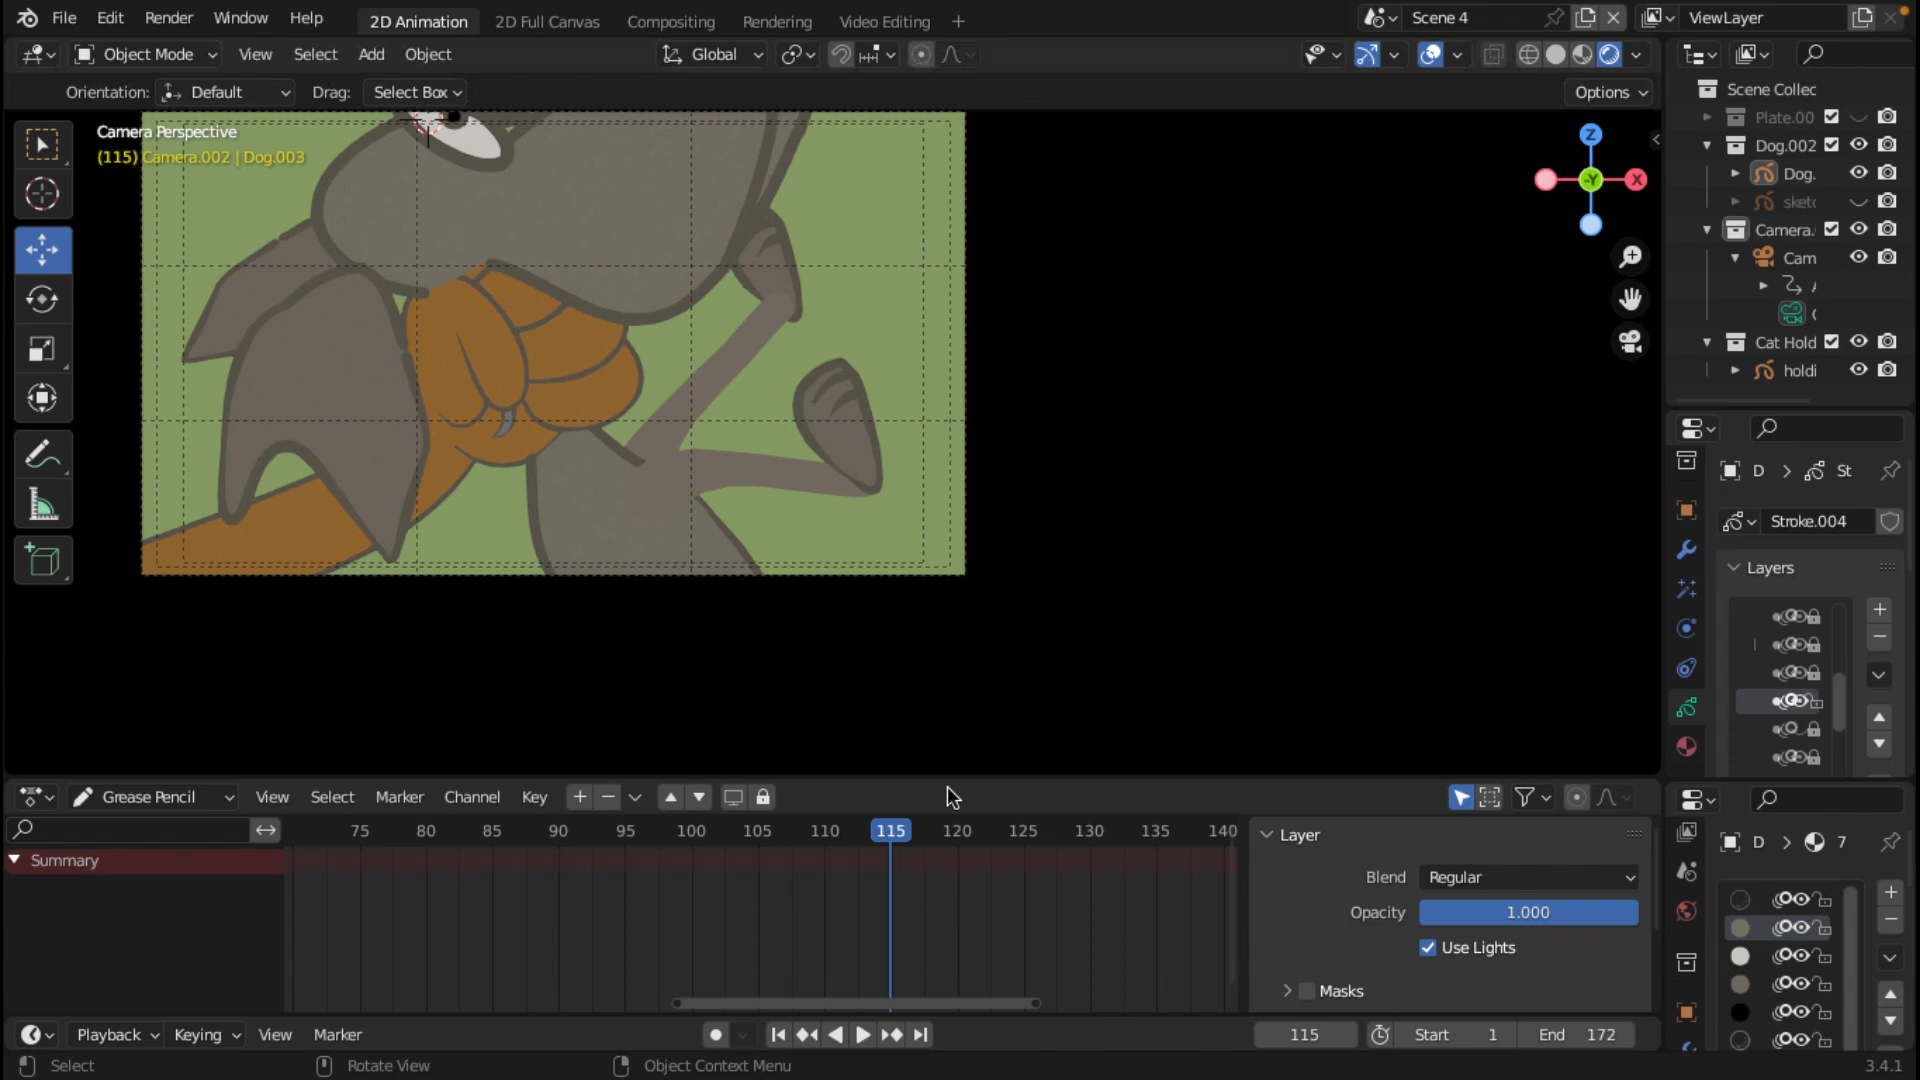 File Edit Render Window Help 2D Animation 2D Full Canvas Compositing Rendering Video Editing + Scene 4 ViewLayer
Object Mode View Select Add Object Global
Orientation: Default Drag: Select Box Options
Scene Collec
Plate.00
Dog.002
Dog.
sketc
Camera.
Cam
Cat Hold
holdi
Camera Perspective
(115) Camera.002 | Dog.003
Z
-Y
X
D > St
Stroke.004
Layers
Grease Pencil View Select Marker Channel Key
75 80 85 90 95 100 105 110 115 120 125 130 135 140
Summary
Layer
Blend Regular
Opacity 1.000
Use Lights
Masks
D > 7
Playback Keying View Marker 115 Start 1 End 172
Select Rotate View Object Context Menu 3.4.1